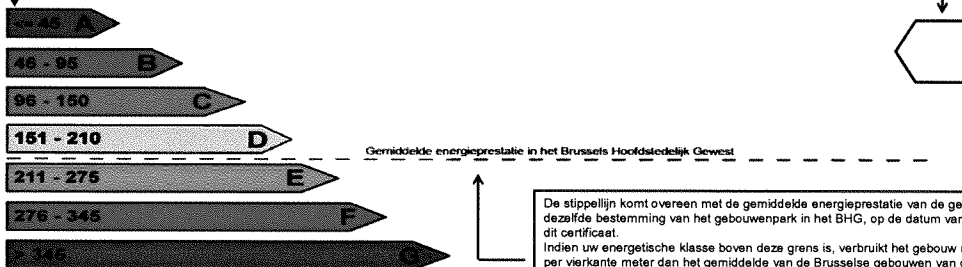 <= 45 A
46 - 95 B
96 - 150 C
151 - 210 D
Gemiddelde energieprestatie in het Brussels Hoofdstedelijk Gewest
211 - 275 E
276 - 345 F
> 345 G
De stippellijn komt overeen met de gemiddelde energieprestatie van de ge
dezelfde bestemming van het gebouwenpark in het BHG, op de datum van
dit certificaat.
Indien uw energetische klasse boven deze grens is, verbruikt het gebouw
per vierkante meter dan het gemiddelde van de Brusselse gebouwen van